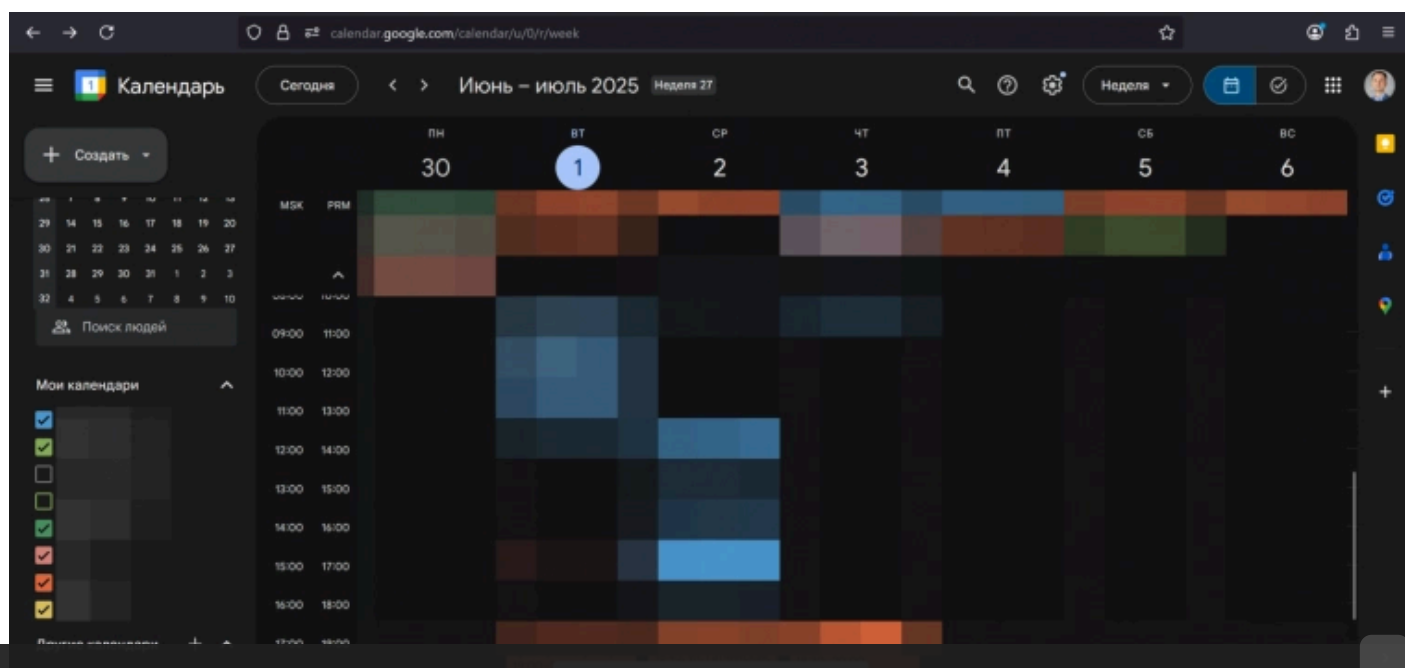 calendar.google.com/calendar/u/0/r/week
1 Календарь Сегодня Июнь – июль 2025 Неделя 27 Неделя
Создать
ПН ВТ СР ЧТ ПТ СБ ВС
30 1 2 3 4 5 6
MSK PRM
29 14 15 16 17 18 19 20
30 21 22 23 24 25 26 27
31 28 29 30 31 1 2 3
32 4 5 6 7 8 9 10
Поиск людей
Мои календари
09:00 11:00
10:00 12:00
11:00 13:00
12:00 14:00
13:00 15:00
14:00 16:00
15:00 17:00
16:00 18:00